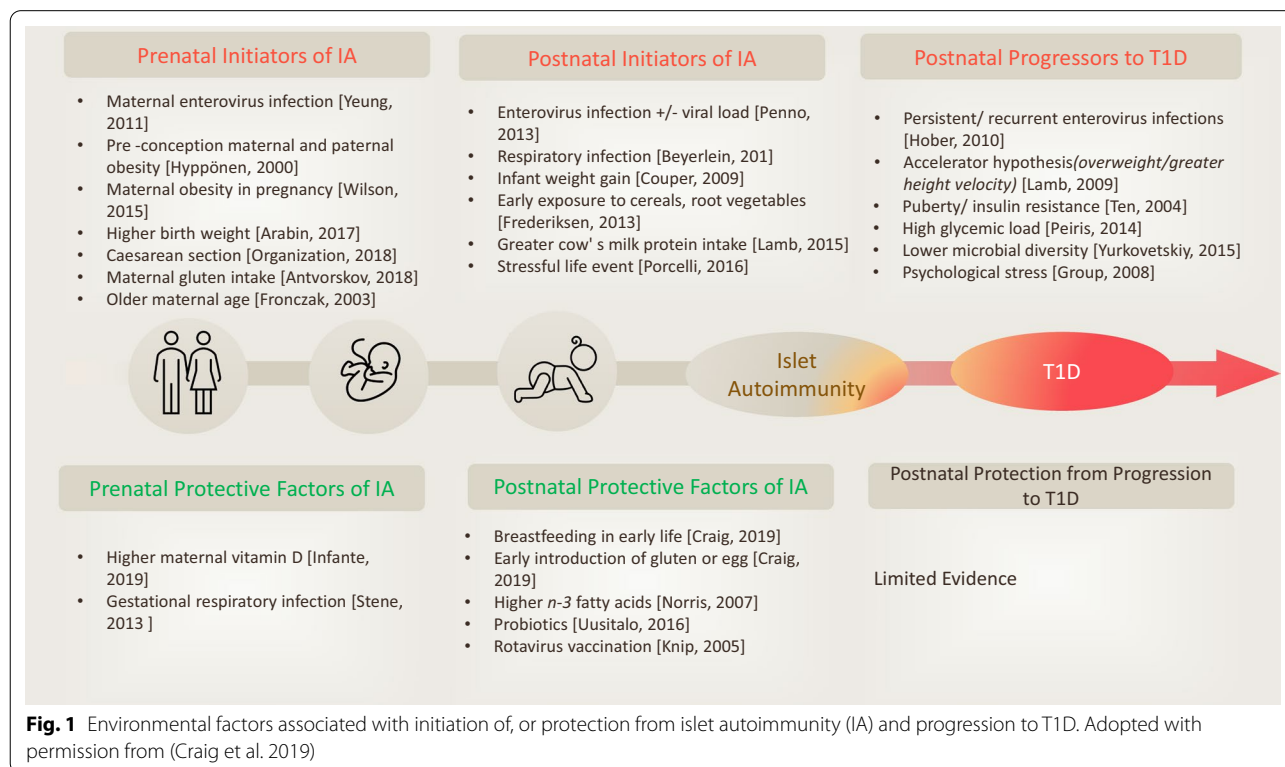 Prenatal Initiators of IA
• Maternal enterovirus infection [Yeung,
2011]
• Pre -conception maternal and paternal
obesity [Hyppönen, 2000]
• Maternal obesity in pregnancy [Wilson,
2015]
• Higher birth weight [Arabin, 2017]
• Caesarean section [Organization, 2018]
• Maternal gluten intake [Antvorskov, 2018]
• Older maternal age [Fronczak, 2003]
Postnatal Initiators of IA
• Enterovirus infection +/- viral load [Penno,
2013]
• Respiratory infection [Beyerlein, 201]
• Infant weight gain [Couper, 2009]
• Early exposure to cereals, root vegetables
[Frederiksen, 2013]
• Greater cow' s milk protein intake [Lamb, 2015]
• Stressful life event [Porcelli, 2016]
Postnatal Progressors to T1D
• Persistent/ recurrent enterovirus infections
[Hober, 2010]
• Accelerator hypothesis(overweight/greater
height velocity) [Lamb, 2009]
• Puberty/ insulin resistance [Ten, 2004]
• High glycemic load [Peiris, 2014]
• Lower microbial diversity [Yurkovetskiy, 2015]
• Psychological stress [Group, 2008]
Islet
Autoimmunity
T1D
Prenatal Protective Factors of IA
• Higher maternal vitamin D [Infante,
2019]
• Gestational respiratory infection [Stene,
2013 ]
Postnatal Protective Factors of IA
• Breastfeeding in early life [Craig, 2019]
• Early introduction of gluten or egg [Craig,
2019]
• Higher n-3 fatty acids [Norris, 2007]
• Probiotics [Uusitalo, 2016]
• Rotavirus vaccination [Knip, 2005]
Postnatal Protection from Progression
to T1D
Limited Evidence
Fig. 1 Environmental factors associated with initiation of, or protection from islet autoimmunity (IA) and progression to T1D. Adopted with
permission from (Craig et al. 2019)